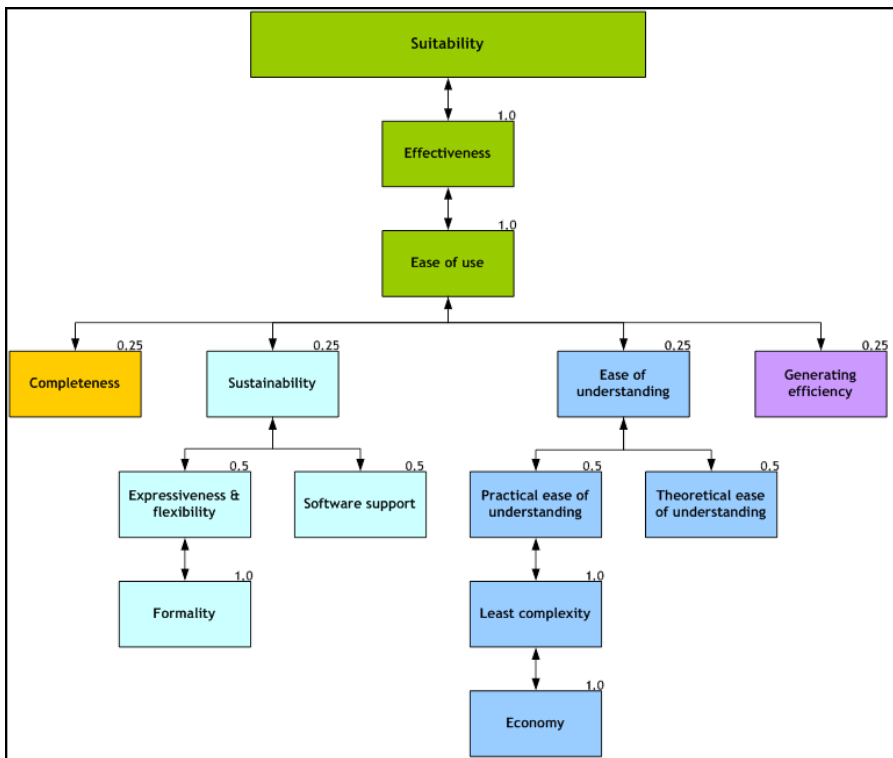 Suitability
1,0
Effectiveness
1,0
Ease of use
0,25
0,25
0,25
0,25
Completeness
Sustainability
Ease of
understanding
Generating
efficiency
0,5
0,5
0,5
0,5
Expressiveness &
flexibility
Software support
Practical ease of
understanding
Theoretical ease
of understanding
1,0
1,0
Formality
Least complexity
1,0
Economy